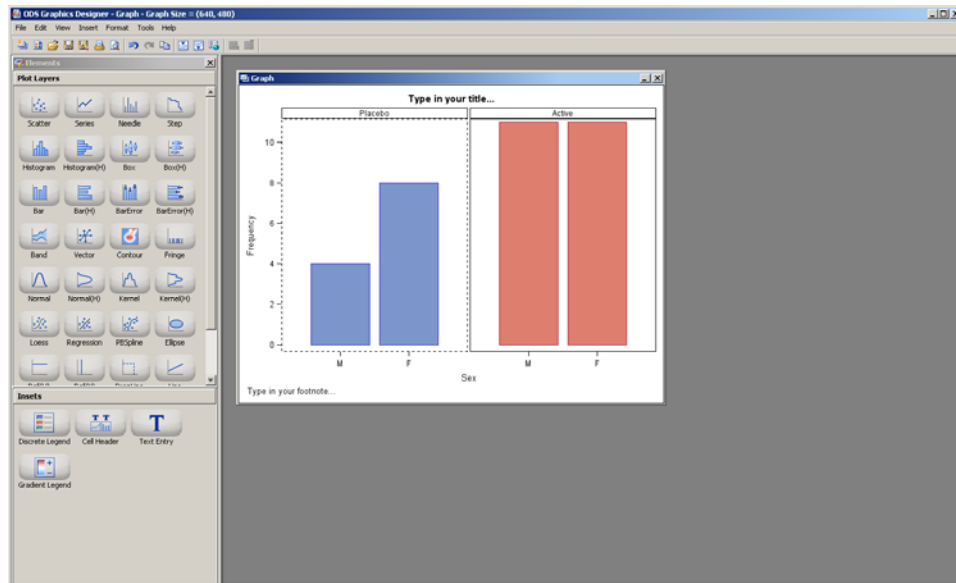 ODS Graphics Designer - Graph - Graph Size = (640, 480)
File Edit View Insert Format Tools Help
Elements
Plot Layers
Scatter Series Needle Step
Histogram Histogram(H) Box Box(H)
Bar Bar(H) BarError BarError(H)
Band Vector Contour Fringe
Normal Normal(H) Kernel Kernel(H)
Loess Regression PBSpline Ellipse
Insets
Discrete Legend Cell Header Text Entry
Gradient Legend
Graph
Type in your title...
Placebo Active
Frequency
10
8
6
4
2
0
M F M F
Sex
Type in your footnote...